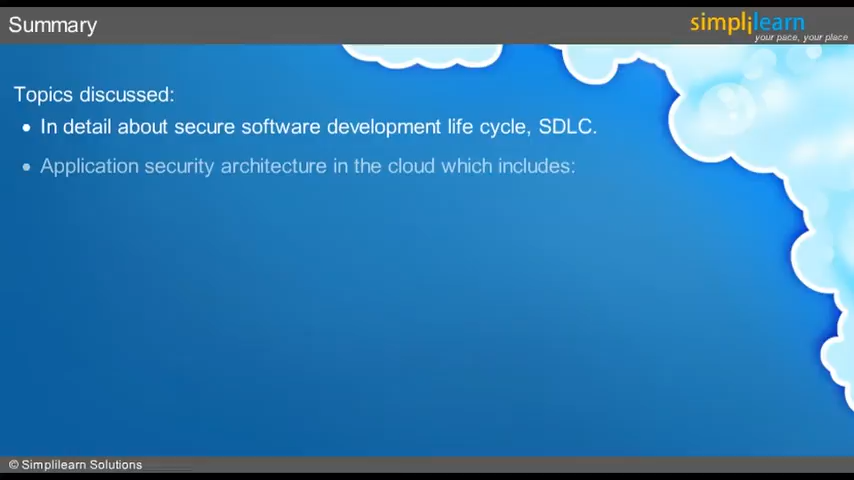 Summary
simplilearn
your pace, your place
Topics discussed:
• In detail about secure software development life cycle, SDLC.
• Application security architecture in the cloud which includes:
© Simplilearn Solutions